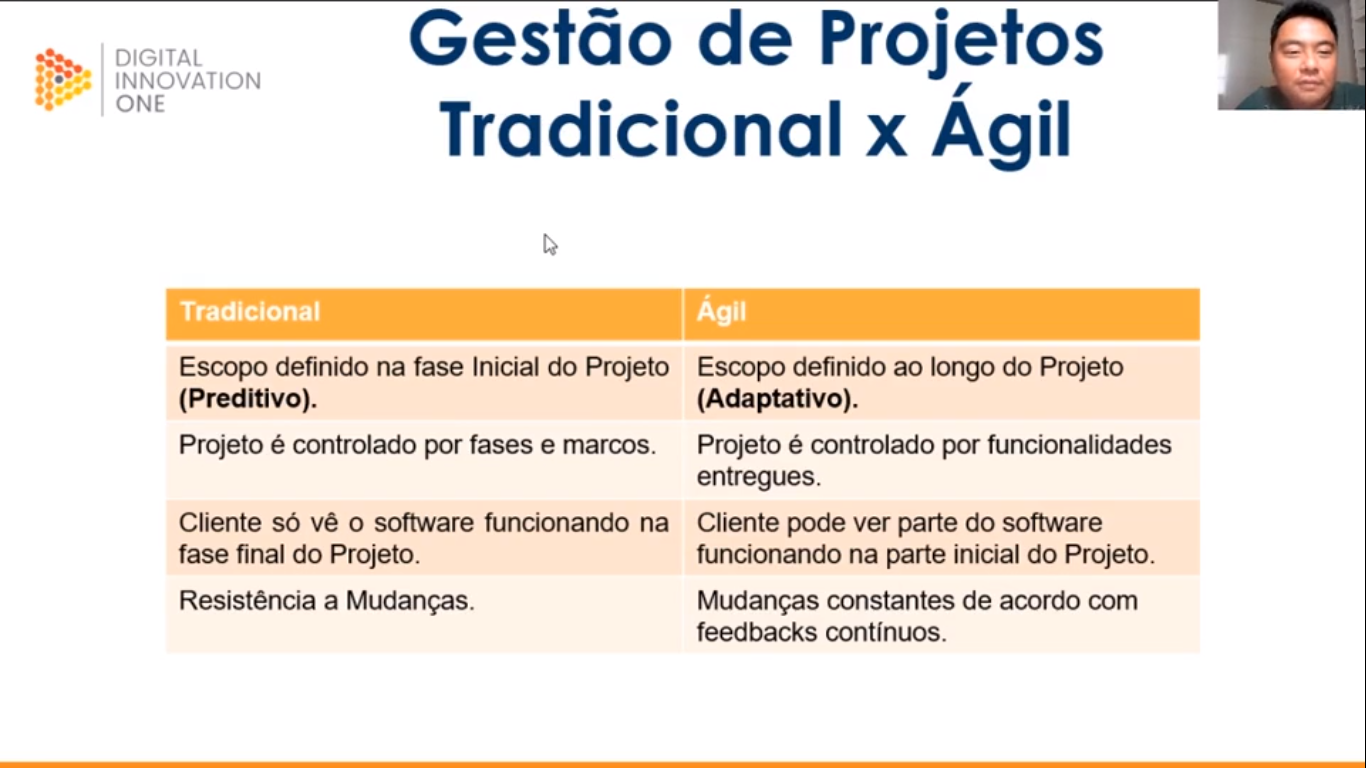 DIGITAL
INNOVATION
ONE
Gestão de Projetos
Tradicional x Ágil
Tradicional
Ágil
Escopo definido na fase Inicial do Projeto
(Preditivo).
Escopo definido ao longo do Projeto
(Adaptativo).
Projeto é controlado por fases e marcos.
Projeto é controlado por funcionalidades
entregues.
Cliente só vê o software funcionando na
fase final do Projeto.
Cliente pode ver parte do software
funcionando na parte inicial do Projeto.
Resistência a Mudanças.
Mudanças constantes de acordo com
feedbacks contínuos.